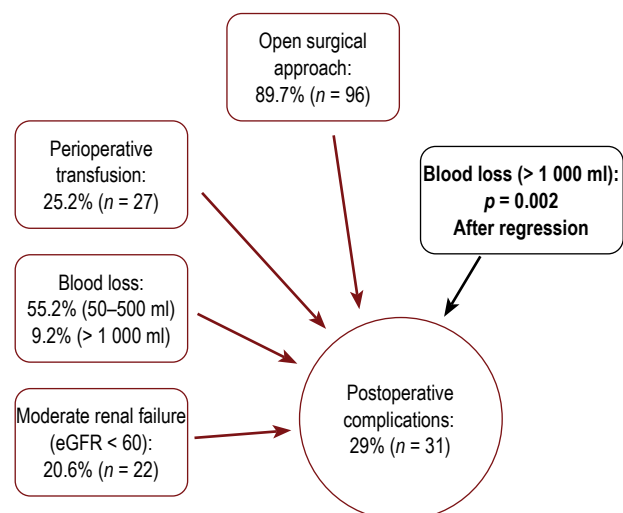 Open surgical
approach:
89.7% (n = 96)
Perioperative
transfusion:
25.2% (n = 27)
Blood loss (> 1 000 ml):
p = 0.002
After regression
Blood loss:
55.2% (50–500 ml)
9.2% (> 1 000 ml)
Moderate renal failure
(eGFR < 60):
20.6% (n = 22)
Postoperative
complications:
29% (n = 31)